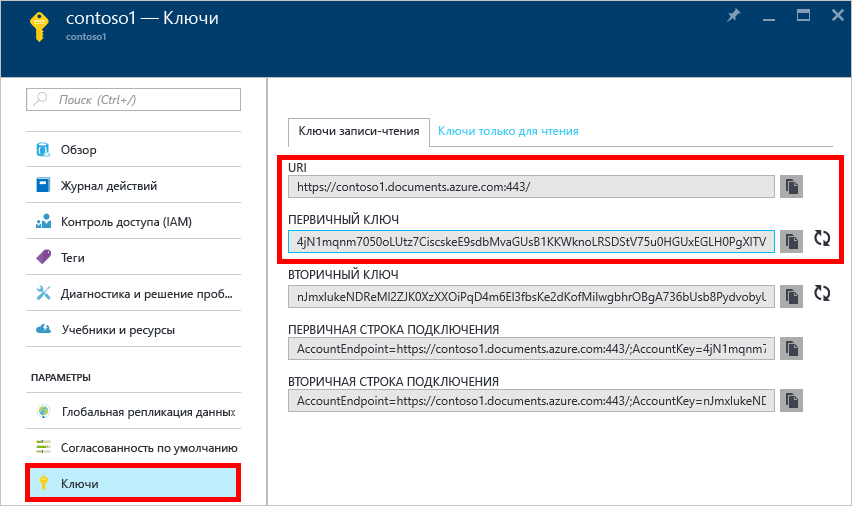 contoso1 — Ключи
contoso1
Поиск (Ctrl+/)
Обзор
Журнал действий
Контроль доступа (IAM)
Теги
Диагностика и решение проб...
Учебники и ресурсы
ПАРАМЕТРЫ
Глобальная репликация данных
Согласованность по умолчанию
Ключи
Ключи записи-чтения
Ключи только для чтения
URI
https://contoso1.documents.azure.com:443/
ПЕРВИЧНЫЙ КЛЮЧ
4jN1mqnm7050oLUtz7CiscskeE9sdbMvaGUsB1KKWknoLRSDStV75u0HGUxEGLH0PgXlTV
ВТОРИЧНЫЙ КЛЮЧ
nJmxlukeNDReMl2ZJK0XzXXOiPqD4m6El3fbsKe2dKofMilwgbhrOBgA736bUsb8Pydvobyl
ПЕРВИЧНАЯ СТРОКА ПОДКЛЮЧЕНИЯ
AccountEndpoint=https://contoso1.documents.azure.com:443/;AccountKey=4jN1mqnm7
ВТОРИЧНАЯ СТРОКА ПОДКЛЮЧЕНИЯ
AccountEndpoint=https://contoso1.documents.azure.com:443/;AccountKey=nJmxlukeND